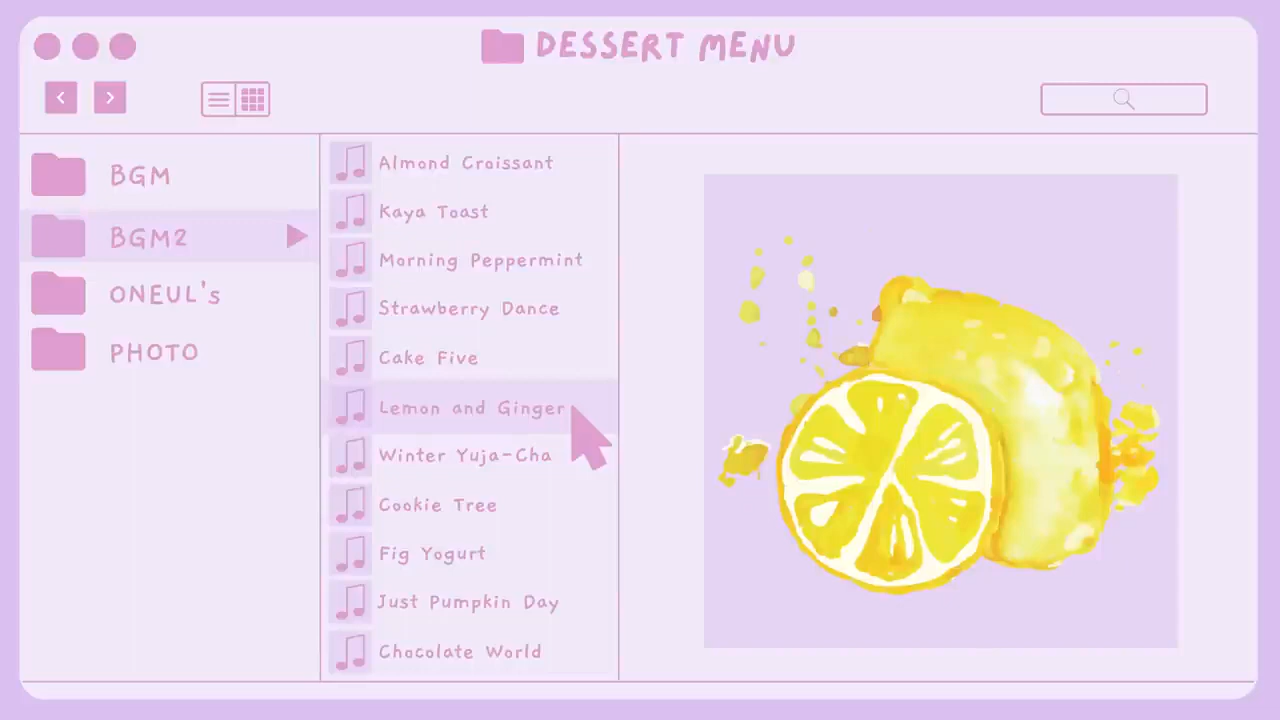 DESSERT MENU
BGM
BGM2
ONEUL's
PHOTO
Almond Croissant
Kaya Toast
Morning Peppermint
Strawberry Dance
Cake Five
Lemon and Ginger
Winter Yuja-Cha
Cookie Tree
Fig Yogurt
Just Pumpkin Day
Chocolate World